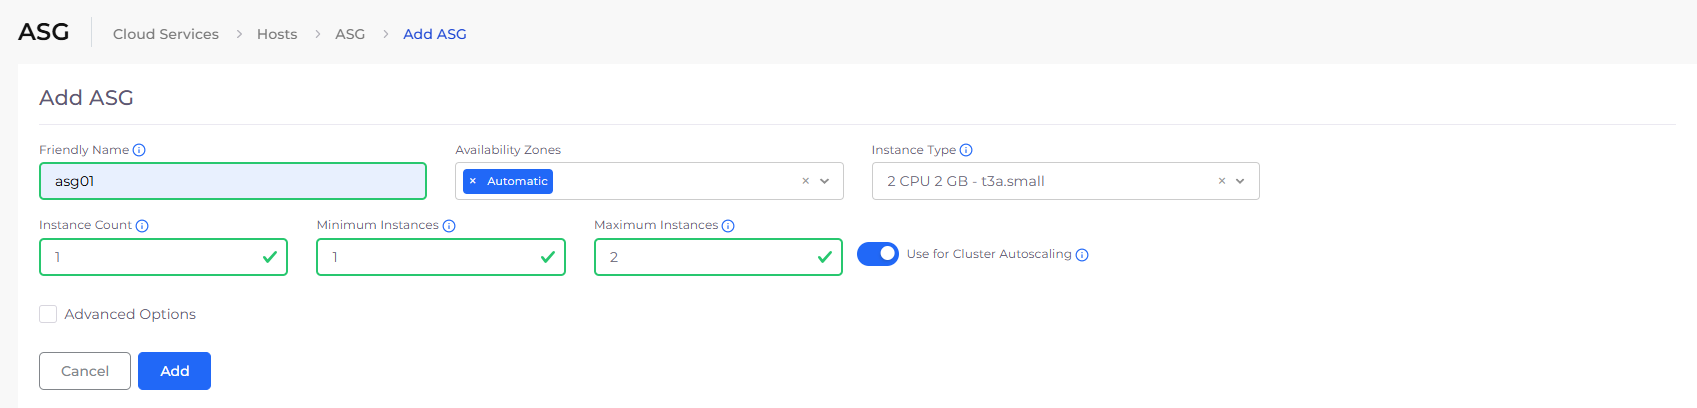 ASG
Cloud Services > Hosts > ASG > Add ASG
Add ASG
Friendly Name
Availability Zones
Instance Type
asg01
× Automatic ×
2 CPU 2 GB - t3a.small ×
Instance Count
Minimum Instances
Maximum Instances
1
1
2
Use for Cluster Autoscaling
Advanced Options
Cancel
Add